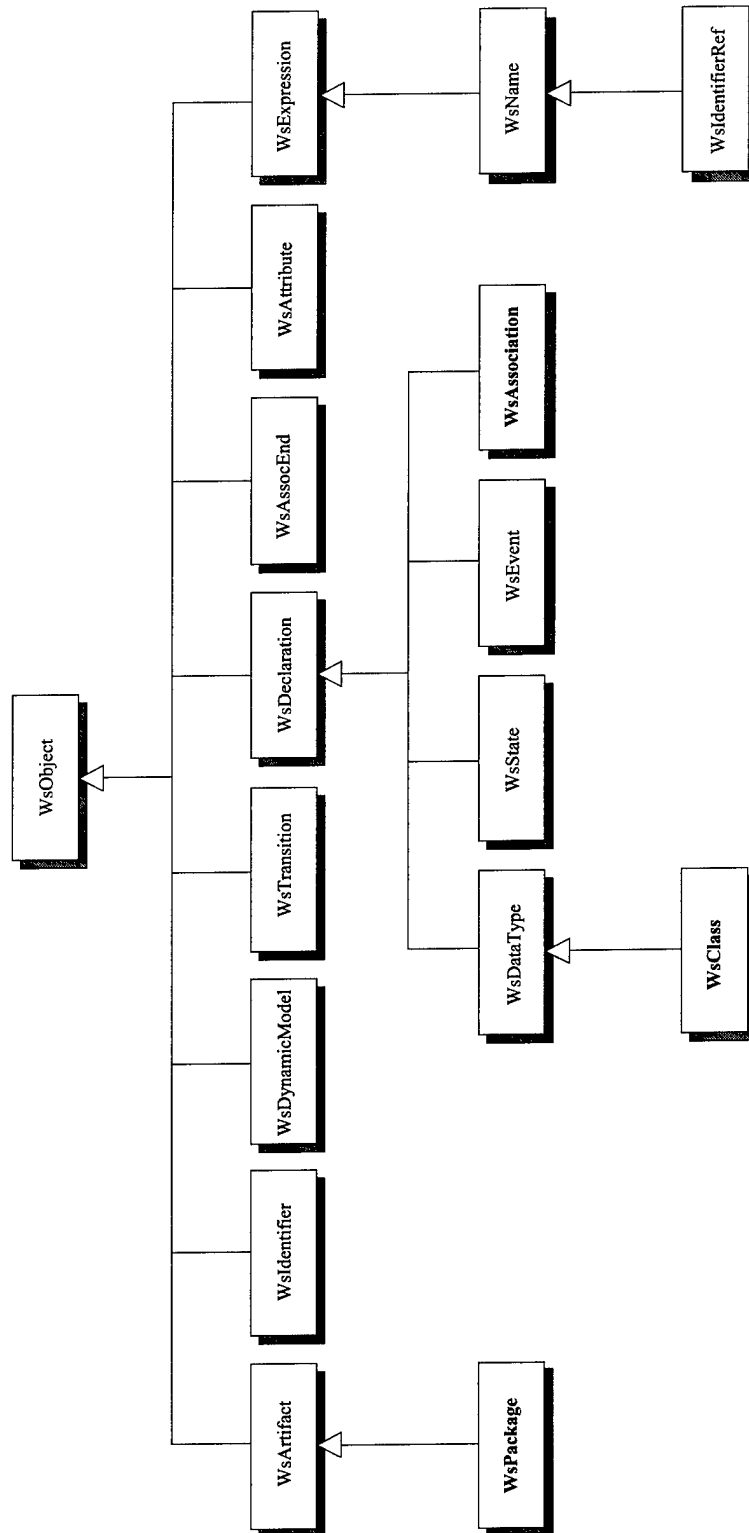 WsObject
WsArtifact
WsIdentifier
WsDynamicModel
WsTransition
WsDeclaration
WsAssocEnd
WsAttribute
WsExpression
WsPackage
WsDataType
WsState
WsEvent
WsAssociation
WsName
WsClass
WsIdentifierRef